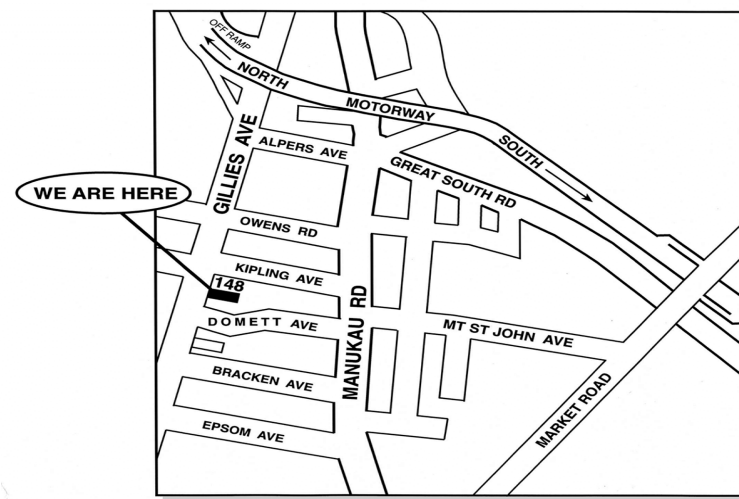 OFF RAMP
NORTH
MOTORWAY
SOUTH
GILLIES AVE
ALPERS AVE
GREAT SOUTH RD
WE ARE HERE
OWENS RD
KIPLING AVE
148
DOMETT AVE
MANUKAU RD
MT ST JOHN AVE
BRACKEN AVE
MARKET ROAD
EPSOM AVE